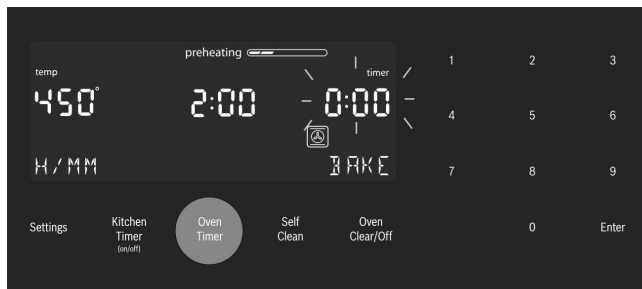 preheating
temp
timer
450°
2:00
0:00
H/MM
BAKE
1 2 3
4 5 6
7 8 9
0 Enter
Settings
Kitchen
Timer
(on/off)
Oven
Timer
Self
Clean
Oven
Clear/Off